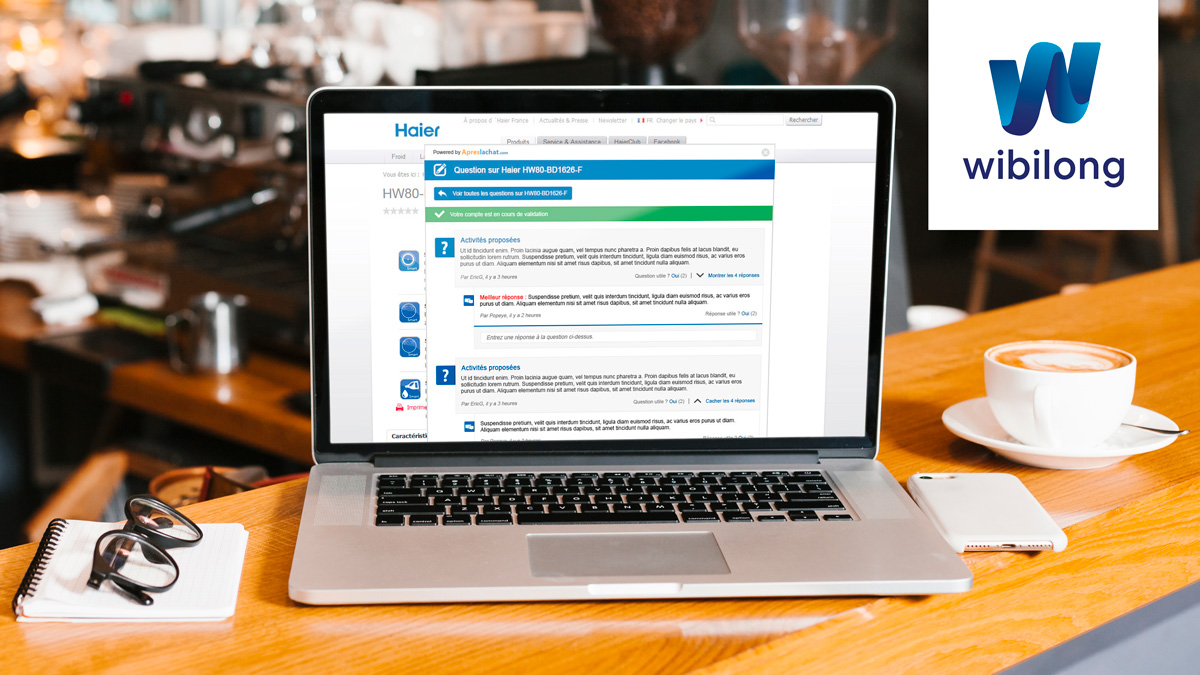 wibilong
Haier
À propos d'Haier France | Actualités & Presse | Newsletter | FR Changer le pays
Rechercher
Produits Service & Assistance HaierClub Facebook
Froid
Powered by Apreslachat.com
Vous êtes ici :
Question sur Haier HW80-BD1626-F
HW80-
Voir toutes les questions sur HW80-BD1626-F
Votre compte est en cours de validation
? Activités proposées
Ut id tincidunt enim. Proin lacinia augue quam, vel tempus nunc pharetra a. Proin dapibus felis at lacus blandit, eu
sollicitudin lorem rutrum. Suspendisse pretium, velit quis interdum tincidunt, ligula diam euismod risus, ac varius eros
purus ut diam. Aliquam elementum nisi sit amet risus dapibus, sit amet tincidunt nulla aliquam.
Par EricG, il y a 3 heures
Question utile ? Oui (2) | Montrer les 4 réponses
Meilleur réponse : Suspendisse pretium, velit quis interdum tincidunt, ligula diam euismod risus, ac varius eros
purus ut diam. Aliquam elementum nisi sit amet risus dapibus, sit amet tincidunt nulla aliquam.
Par Popeye, il y a 2 heures
Réponse utile ? Oui (2)
Entrez une réponse à la question ci-dessus.
? Activités proposées
Ut id tincidunt enim. Proin lacinia augue quam, vel tempus nunc pharetra a. Proin dapibus felis at lacus blandit, eu
sollicitudin lorem rutrum. Suspendisse pretium, velit quis interdum tincidunt, ligula diam euismod risus, ac varius eros
purus ut diam. Aliquam elementum nisi sit amet risus dapibus, sit amet tincidunt nulla aliquam.
Par EricG, il y a 3 heures
Question utile ? Oui (2) | Cacher les 4 réponses
Imprime
Suspendisse pretium, velit quis interdum tincidunt, ligula diam euismod risus, ac varius eros
purus ut diam. Aliquam elementum nisi sit amet risus dapibus, sit amet tincidunt nulla aliquam.
Caractéristi